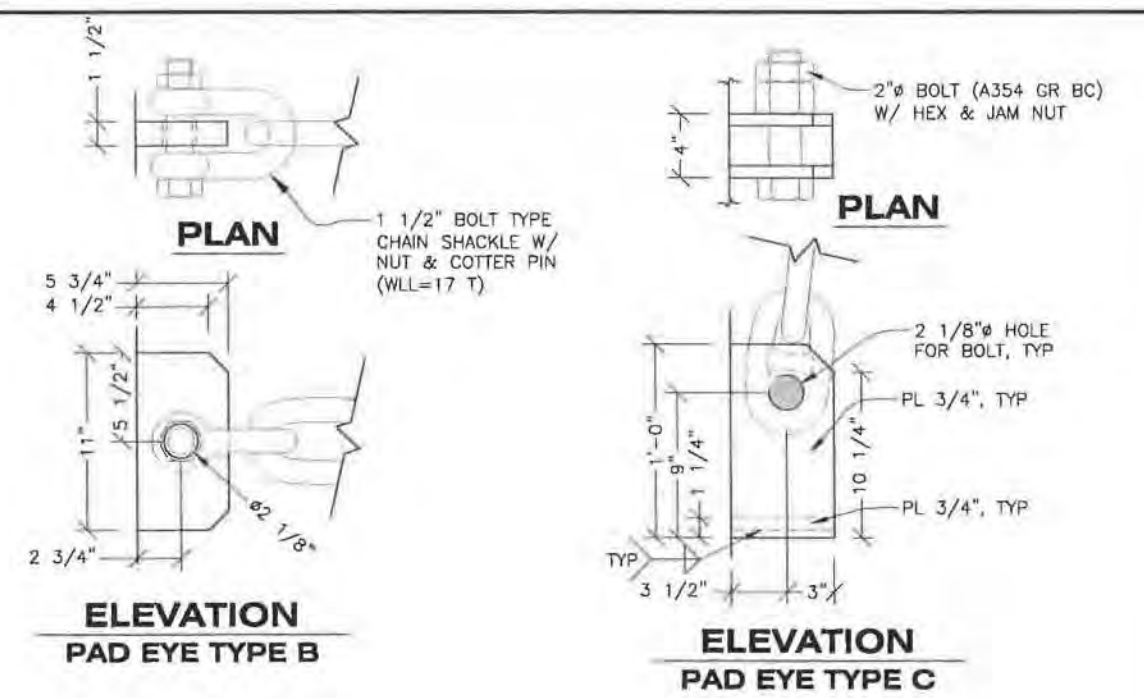 1 1/2"
PLAN
1 1/2" BOLT TYPE
CHAIN SHACKLE W/
NUT & COTTER PIN
(WLL=17 T)
5 3/4"
4 1/2"
11"
5 1/2"
ø2 1/8"
2 3/4"
ELEVATION
PAD EYE TYPE B
2"ø BOLT (A354 GR BC)
W/ HEX & JAM NUT
4"
PLAN
2 1/8"ø HOLE
FOR BOLT, TYP
PL 3/4", TYP
1'-0"
9"
1 1/4"
10 1/4"
PL 3/4", TYP
TYP
3 1/2"
3"
ELEVATION
PAD EYE TYPE C